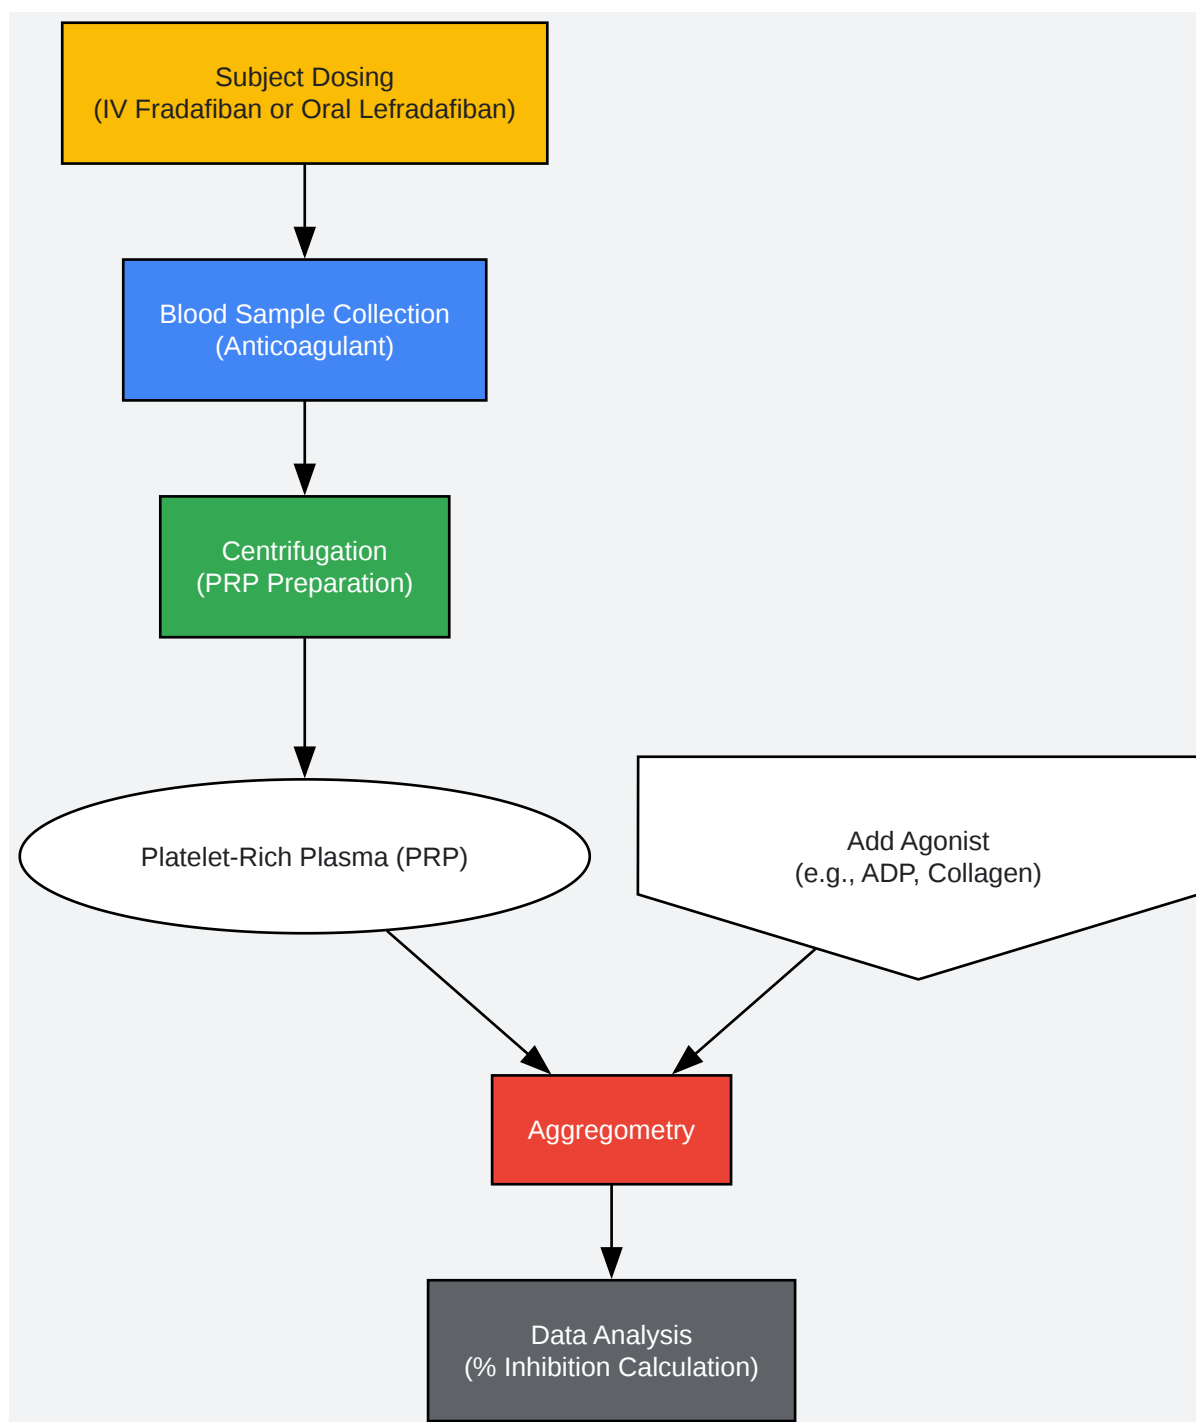 Subject Dosing
(IV Fradafiban or Oral Lefradafiban)
Blood Sample Collection
(Anticoagulant)
Centrifugation
(PRP Preparation)
Platelet-Rich Plasma (PRP)
Add Agonist
(e.g., ADP, Collagen)
Aggregometry
Data Analysis
(% Inhibition Calculation)